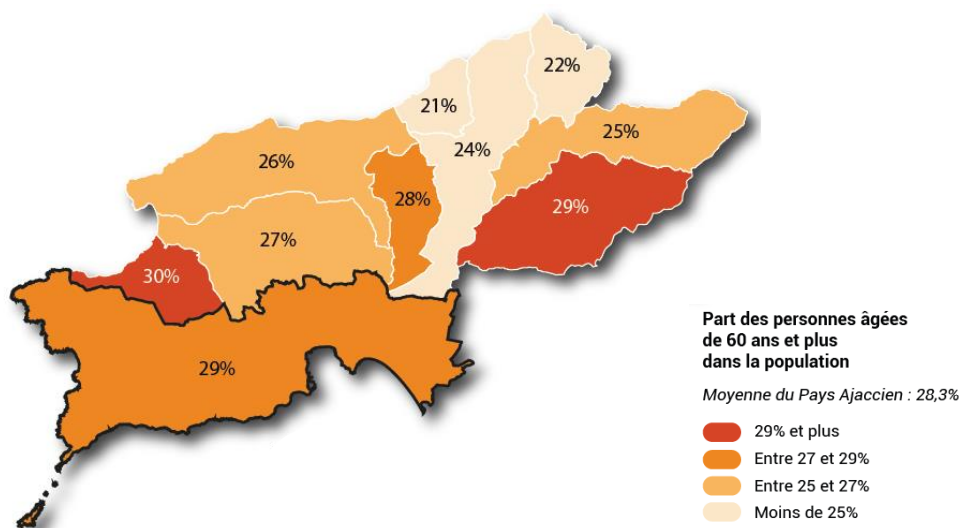 22%
21%
25%
24%
26%
28%
29%
27%
30%
29%
Part des personnes âgées
de 60 ans et plus
dans la population
Moyenne du Pays Ajaccien : 28,3%
29% et plus
Entre 27 et 29%
Entre 25 et 27%
Moins de 25%